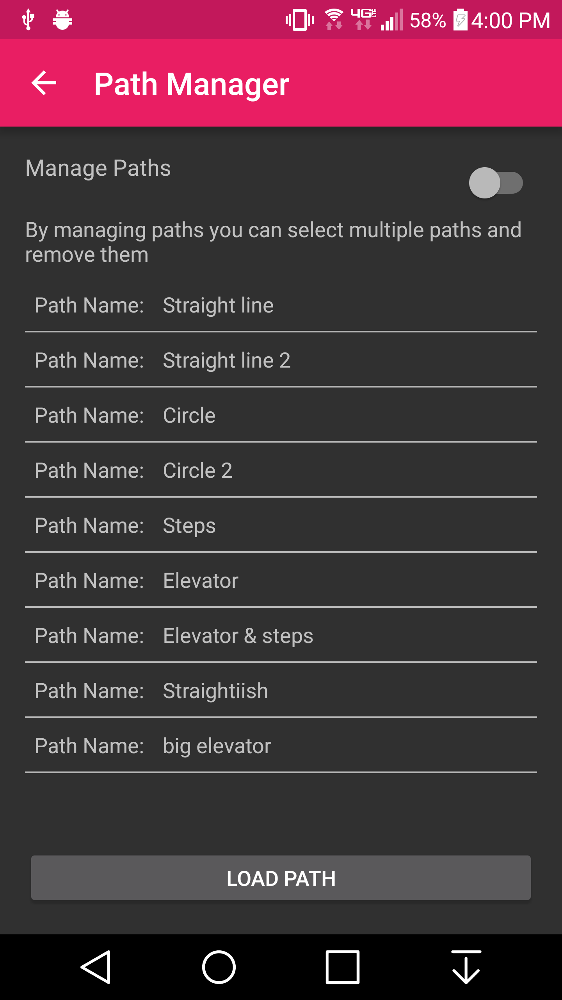 4G LTE 58% 4:00 PM
Path Manager
Manage Paths
By managing paths you can select multiple paths and
remove them
Path Name: Straight line
Path Name: Straight line 2
Path Name: Circle
Path Name: Circle 2
Path Name: Steps
Path Name: Elevator
Path Name: Elevator & steps
Path Name: Straightiish
Path Name: big elevator
LOAD PATH